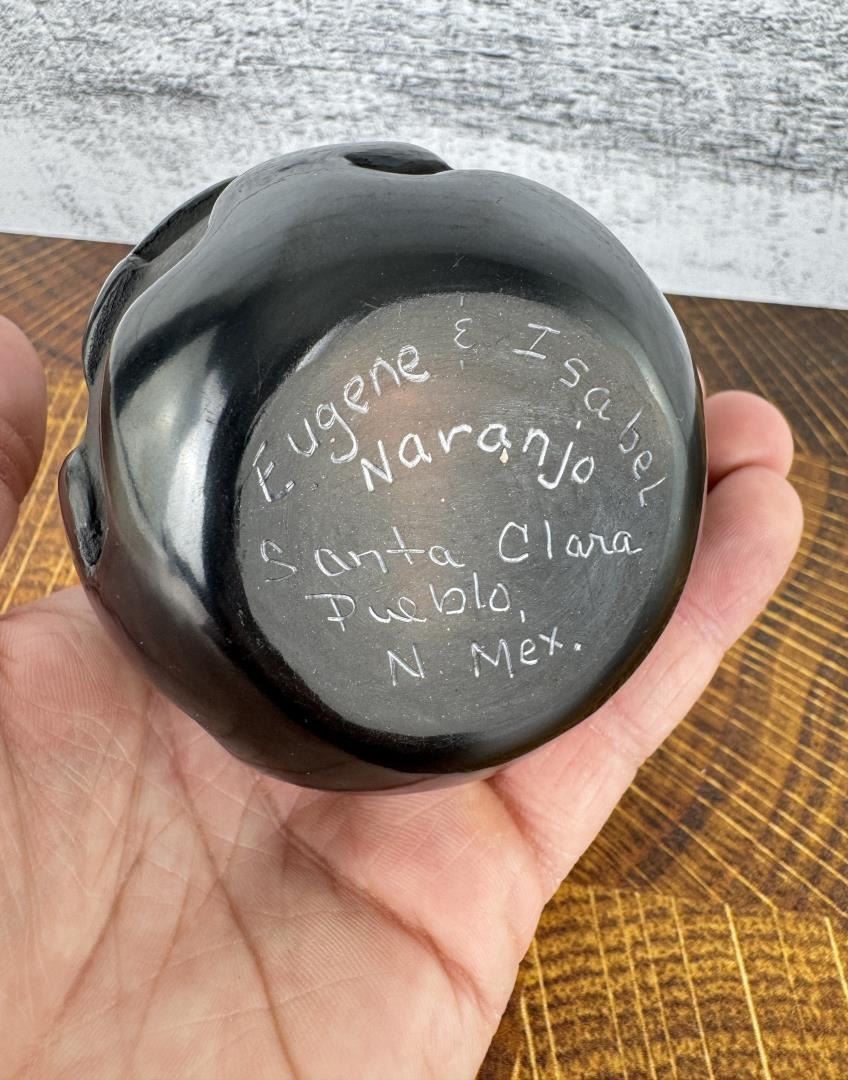 Eugene & Isabel
Naranjo
Santa Clara
Pueblo,
N. Mex.